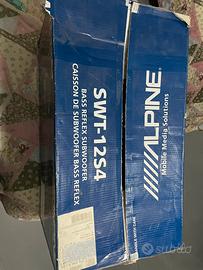 SWT-12S4
BASS REFLEX SUBWOOFER
CAISSON DE SUBWOOFER BASS REFLEX
ALPINE
Mobile Media Solutions
subito